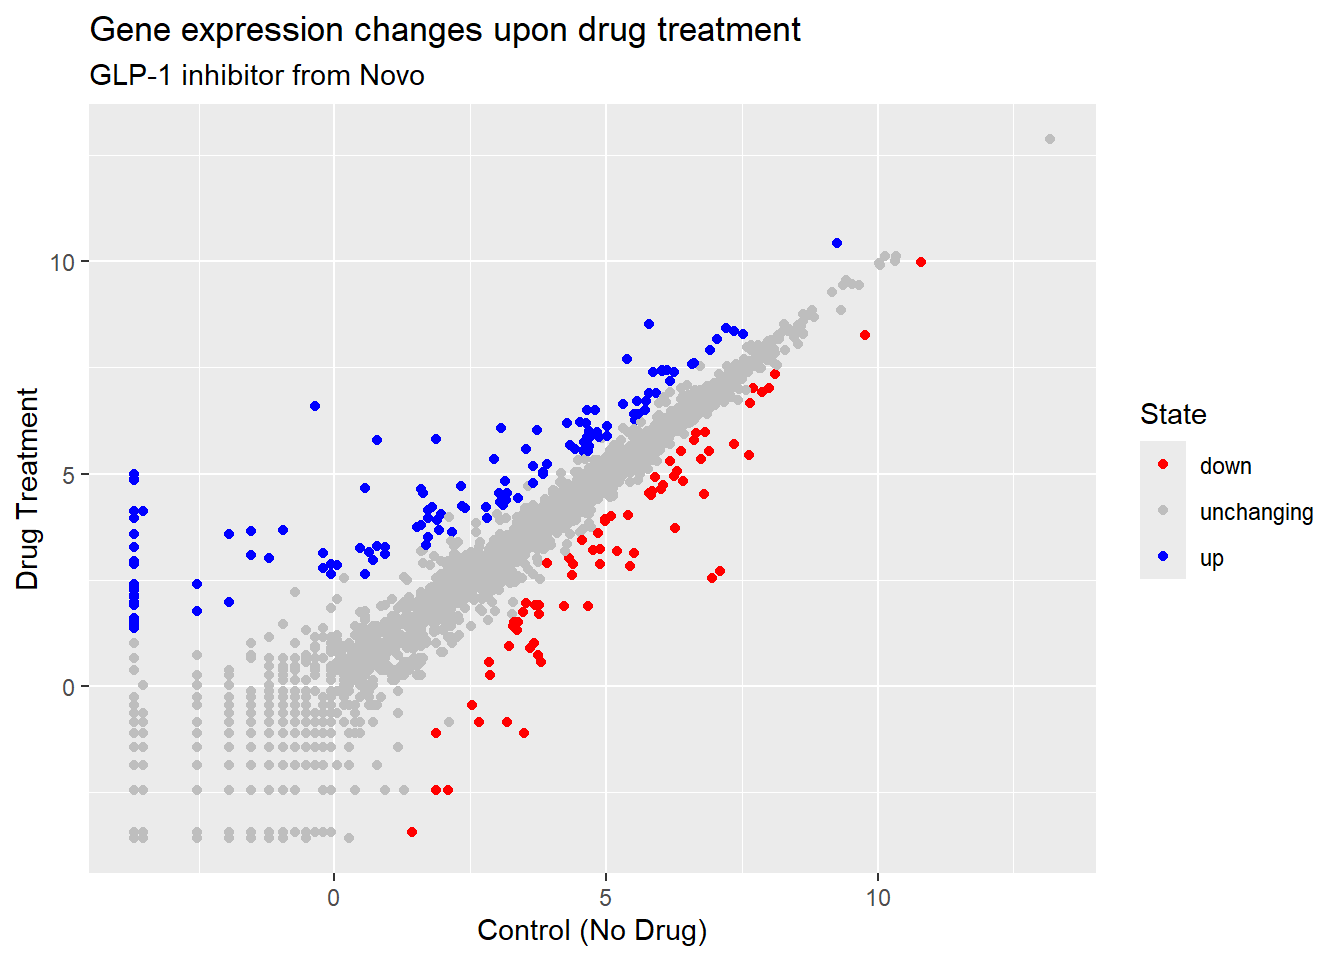 Gene expression changes upon drug treatment
GLP-1 inhibitor from Novo
Drug Treatment
10
5
0
0
5
10
Control (No Drug)
State
down
unchanging
up